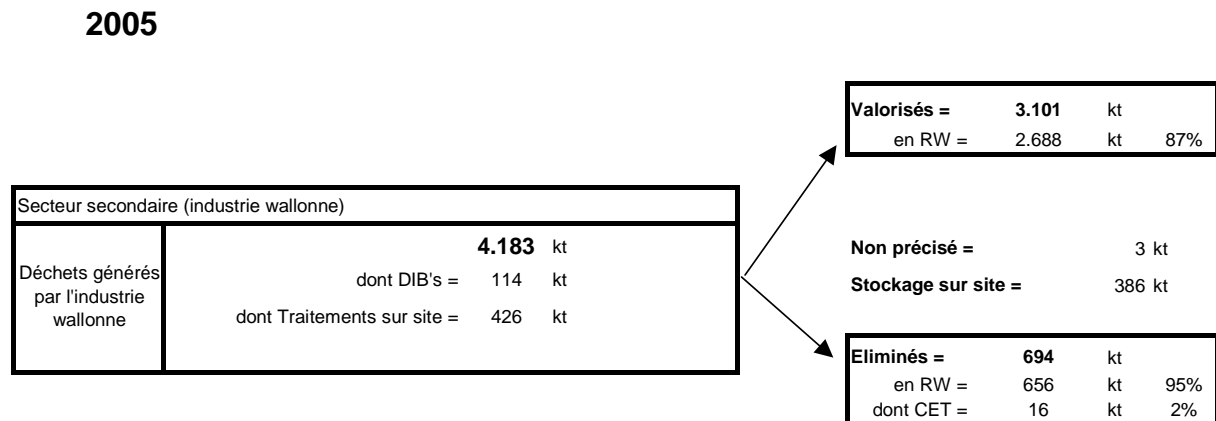 2005
Secteur secondaire (industrie wallonne)
Déchets générés
par l'industrie
wallonne
4.183 kt
dont DIB's = 114 kt
dont Traitements sur site = 426 kt
Valorisés = 3.101 kt
en RW = 2.688 kt 87%
Non précisé = 3 kt
Stockage sur site = 386 kt
Eliminés = 694 kt
en RW = 656 kt 95%
dont CET = 16 kt 2%